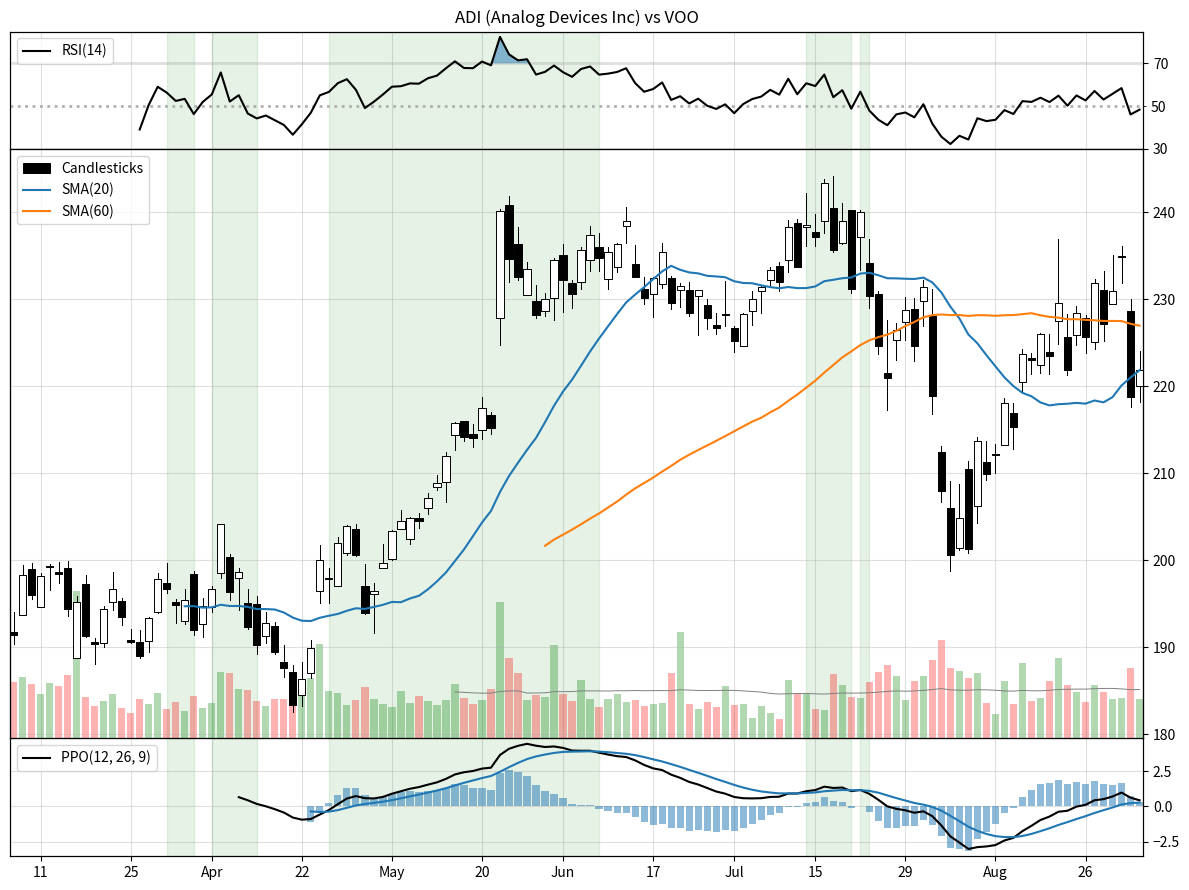 ADI (Analog Devices Inc) vs VOO
RSI(14)
70
50
30
Candlesticks
SMA(20)
SMA(60)
240
230
220
210
200
190
180
PPO(12, 26, 9)
2.5
0.0
−2.5
11 25 Apr 22 May 20 Jun 17 Jul 15 29 Aug 26